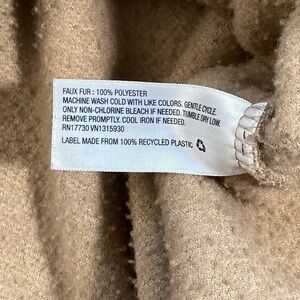 FAUX FUR : 100% POLYESTER
MACHINE WASH COLD WITH LIKE COLORS. GENTLE CYCLE.
ONLY NON-CHLORINE BLEACH IF NEEDED. TUMBLE DRY LOW.
REMOVE PROMPTLY. COOL IRON IF NEEDED.
RN17730 VN1315930
LABEL MADE FROM 100% RECYCLED PLASTIC